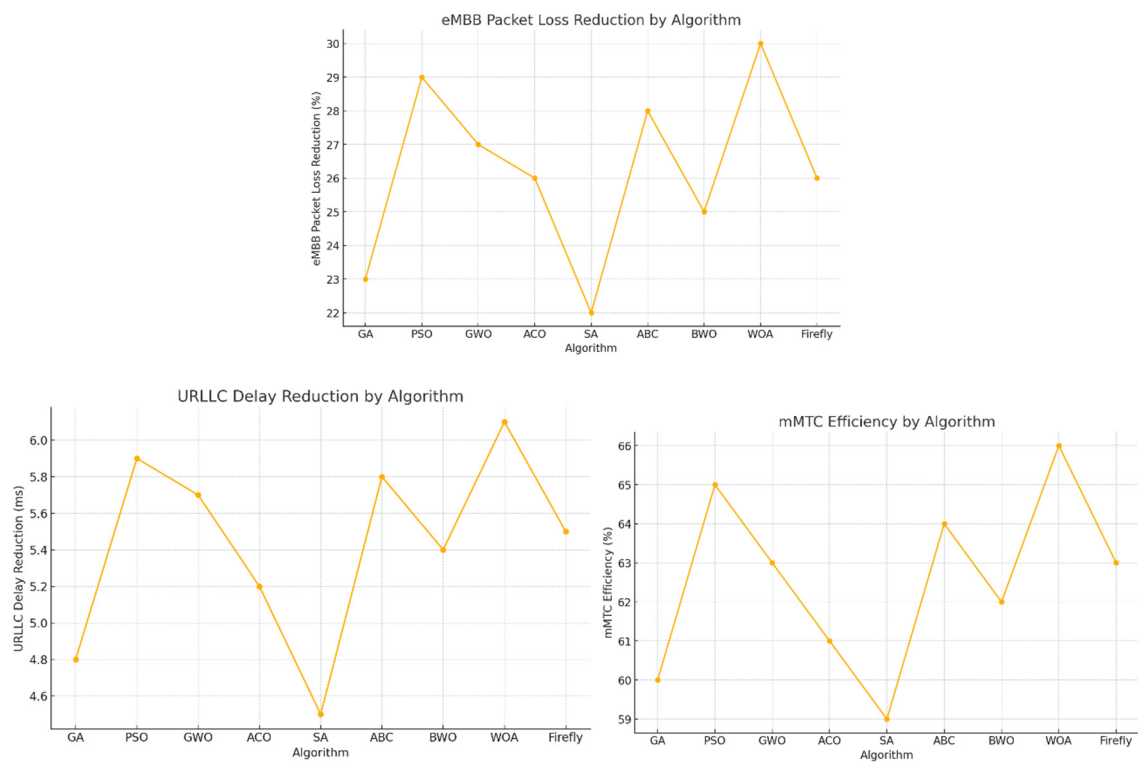 eMBB Packet Loss Reduction by Algorithm
eMBB Packet Loss Reduction (%)
30
29
28
27
26
25
24
23
22
GA PSO GWO ACO SA ABC BWO WOA Firefly
Algorithm
URLLC Delay Reduction by Algorithm
URLLC Delay Reduction (ms)
6.0
5.8
5.6
5.4
5.2
5.0
4.8
4.6
GA PSO GWO ACO SA ABC BWO WOA Firefly
Algorithm
mMTC Efficiency by Algorithm
mMTC Efficiency (%)
66
65
64
63
62
61
60
59
GA PSO GWO ACO SA ABC BWO WOA Firefly
Algorithm